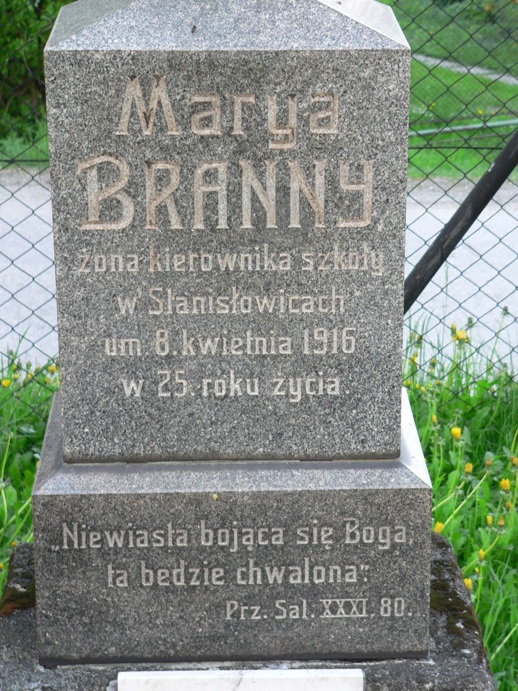 Marya
BRANNY
żona kierownika szkoły
w Stanisłowicach
um 8. kwietnia 1916
w 25. roku życia.
„Niewiasta bojąca się Boga,
ta będzie chwalona".
Prz. Sal. XXXI. 80.